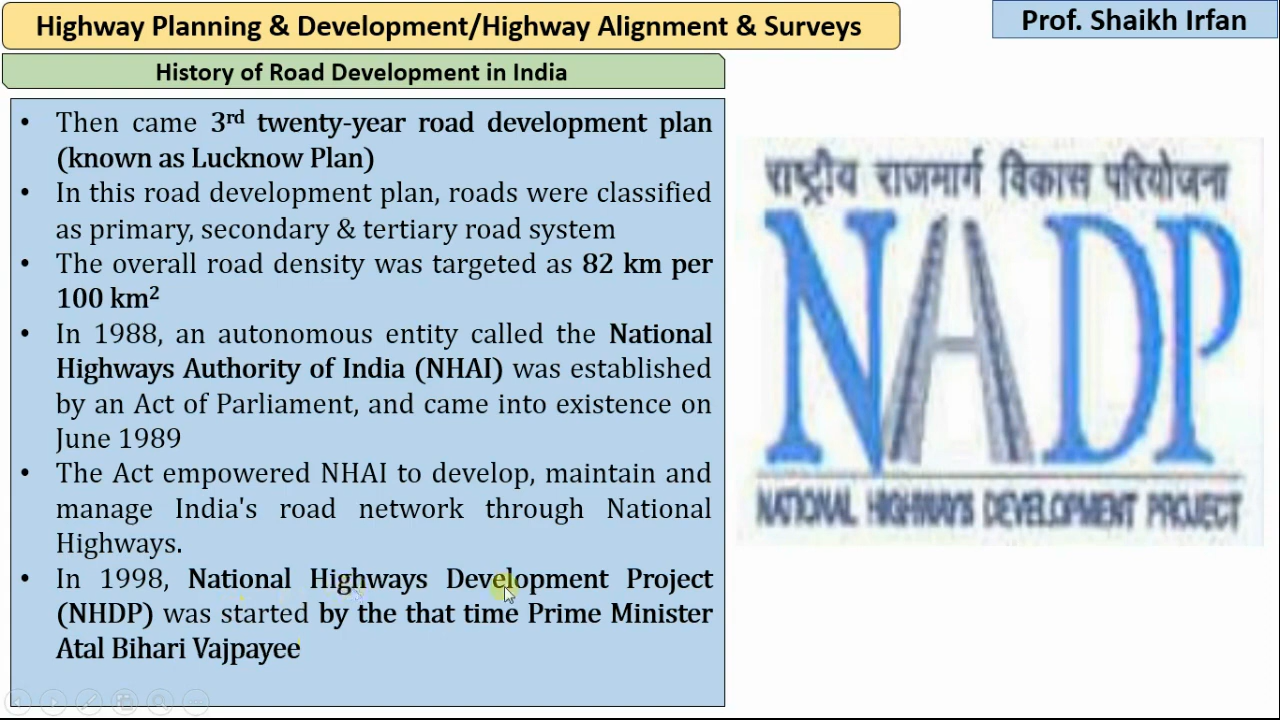 Highway Planning & Development/Highway Alignment & Surveys
Prof. Shaikh Irfan
History of Road Development in India
• Then came 3rd twenty-year road development plan
(known as Lucknow Plan)
• In this road development plan, roads were classified
as primary, secondary & tertiary road system
• The overall road density was targeted as 82 km per
100 km²
• In 1988, an autonomous entity called the National
Highways Authority of India (NHAI) was established
by an Act of Parliament, and came into existence on
June 1989
• The Act empowered NHAI to develop, maintain and
manage India's road network through National
Highways.
• In 1998, National Highways Development Project
(NHDP) was started by the that time Prime Minister
Atal Bihari Vajpayee
राष्ट्रीय राजमार्ग विकास परियोजना
NHDP
NATIONAL HIGHWAYS DEVELOPMENT PROJECT